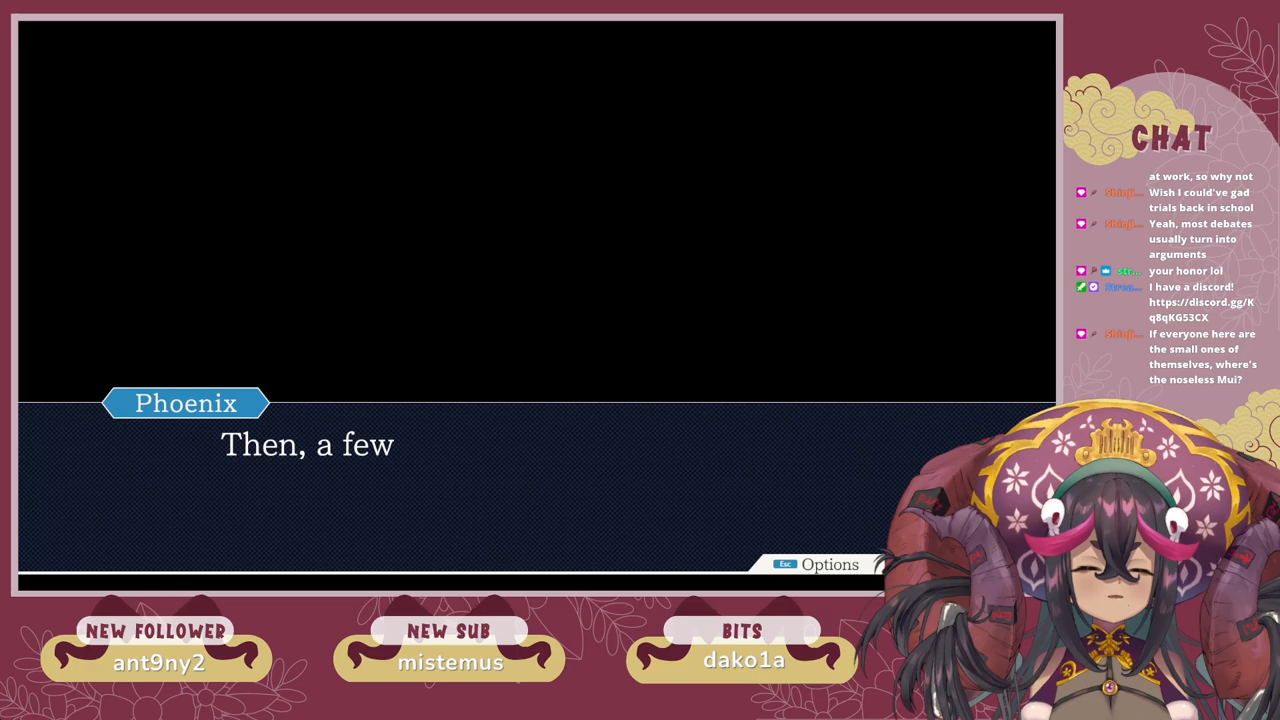 Phoenix
Then, a few
Esc Options
CHAT
at work, so why not
Wish I could've gad
trials back in school
Yeah, most debates
usually turn into
arguments
str... your honor lol
I have a discord!
https://discord.gg/K
q8qKG53CX
If everyone here are
the small ones of
themselves, where's
the noseless Mui?
NEW FOLLOWER
ant9ny2
NEW SUB
mistemus
BITS
dako1a